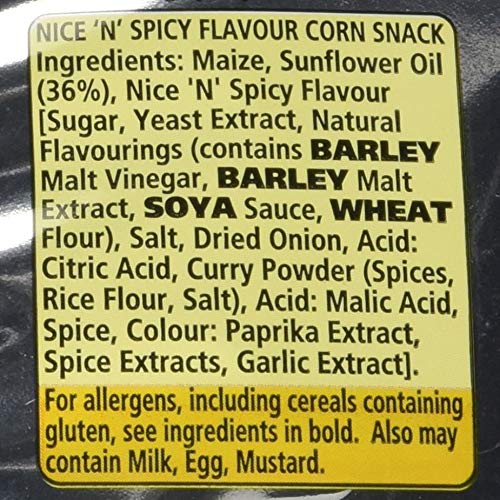 NICE 'N' SPICY FLAVOUR CORN SNACK
Ingredients: Maize, Sunflower Oil
(36%), Nice 'N' Spicy Flavour
[Sugar, Yeast Extract, Natural
Flavourings (contains BARLEY
Malt Vinegar, BARLEY Malt
Extract, SOYA Sauce, WHEAT
Flour), Salt, Dried Onion, Acid:
Citric Acid, Curry Powder (Spices,
Rice Flour, Salt), Acid: Malic Acid,
Spice, Colour: Paprika Extract,
Spice Extracts, Garlic Extract].
For allergens, including cereals containing
gluten, see ingredients in bold. Also may
contain Milk, Egg, Mustard.